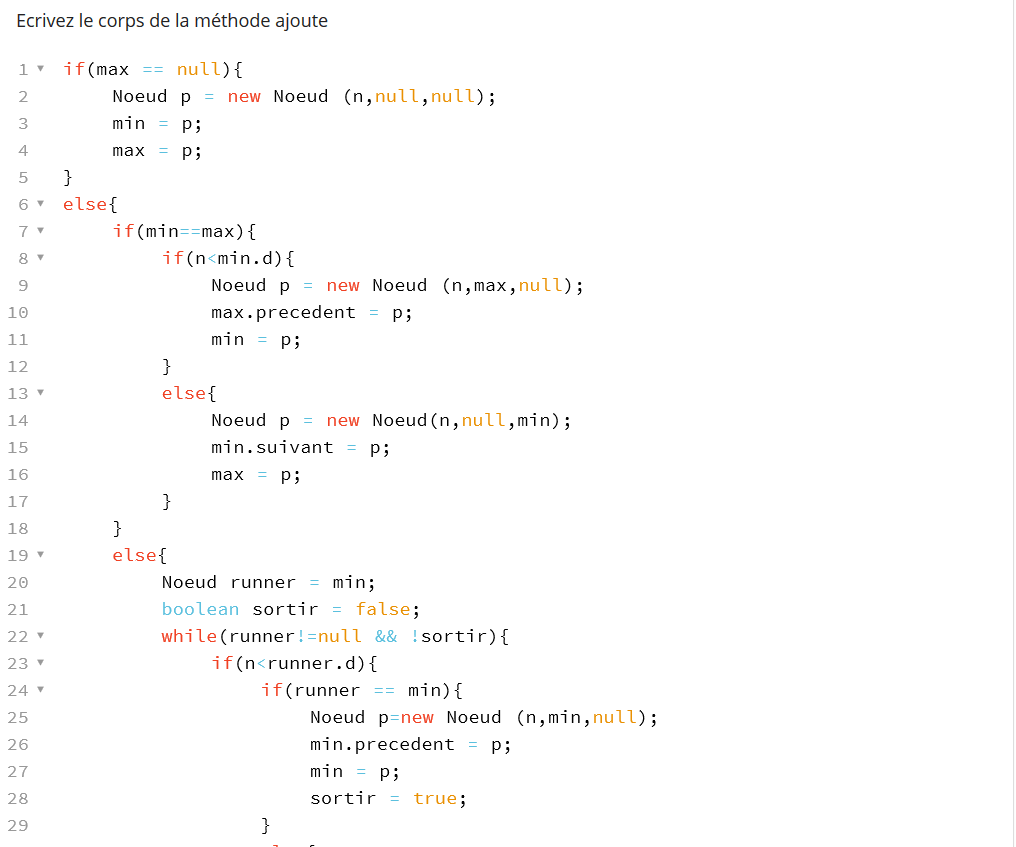 Ecrivez le corps de la méthode ajoute
1 if(max == null){
2 Noeud p = new Noeud (n,null,null);
3 min = p;
4 max = p;
5 }
6 else{
7 if(min==max){
8 if(n<min.d){
9 Noeud p = new Noeud (n,max,null);
10 max.precedent = p;
11 min = p;
12 }
13 else{
14 Noeud p = new Noeud(n,null,min);
15 min.suivant = p;
16 max = p;
17 }
18 }
19 else{
20 Noeud runner = min;
21 boolean sortir = false;
22 while(runner!=null && !sortir){
23 if(n<runner.d){
24 if(runner == min){
25 Noeud p=new Noeud (n,min,null);
26 min.precedent = p;
27 min = p;
28 sortir = true;
29 }